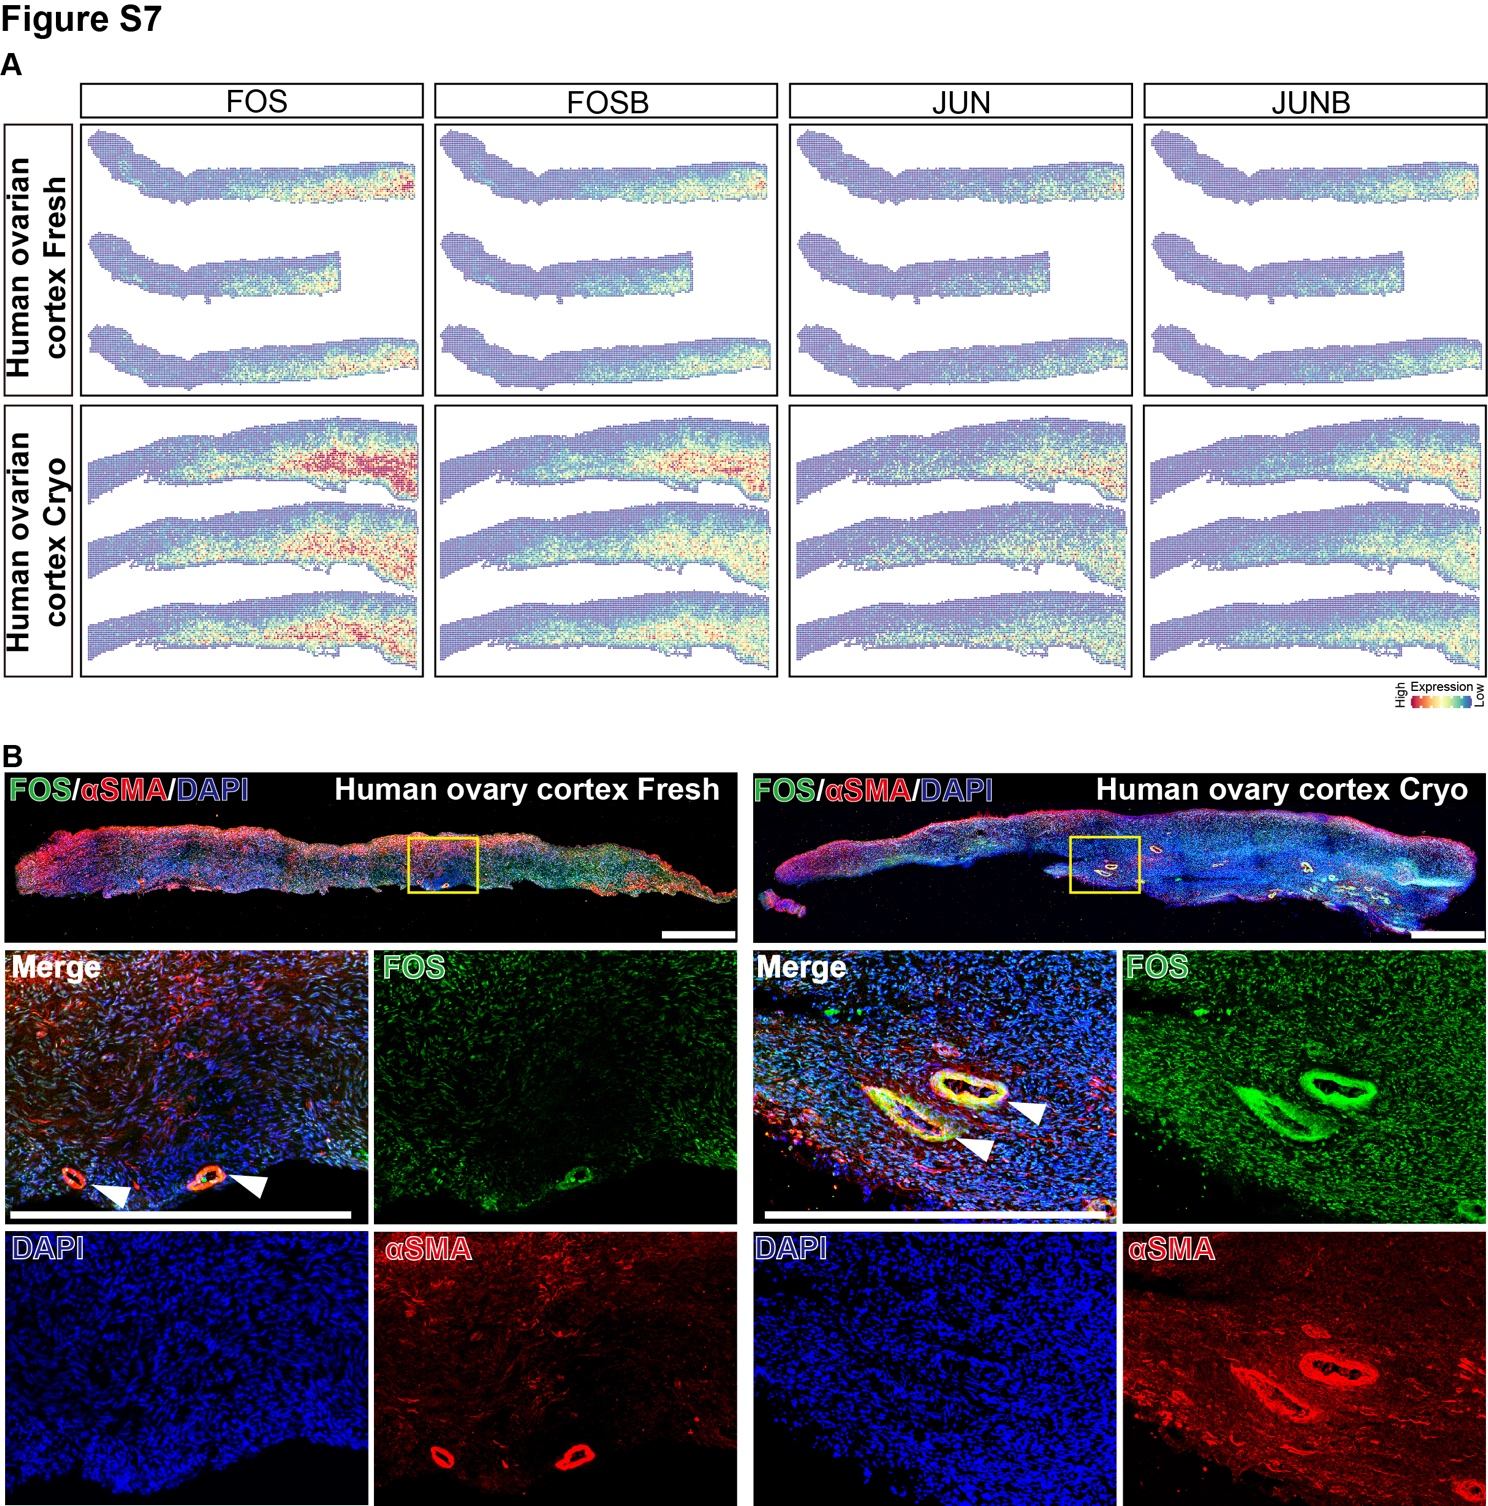 Figure S7
A
FOS
FOSB
JUN
JUNB
Human ovarian
cortex Fresh
Human ovarian
cortex Cryo
High
Expression
Low
B
FOS/αSMA/DAPI
Human ovary cortex Fresh
FOS/αSMA/DAPI
Human ovary cortex Cryo
Merge
FOS
Merge
FOS
DAPI
αSMA
DAPI
αSMA